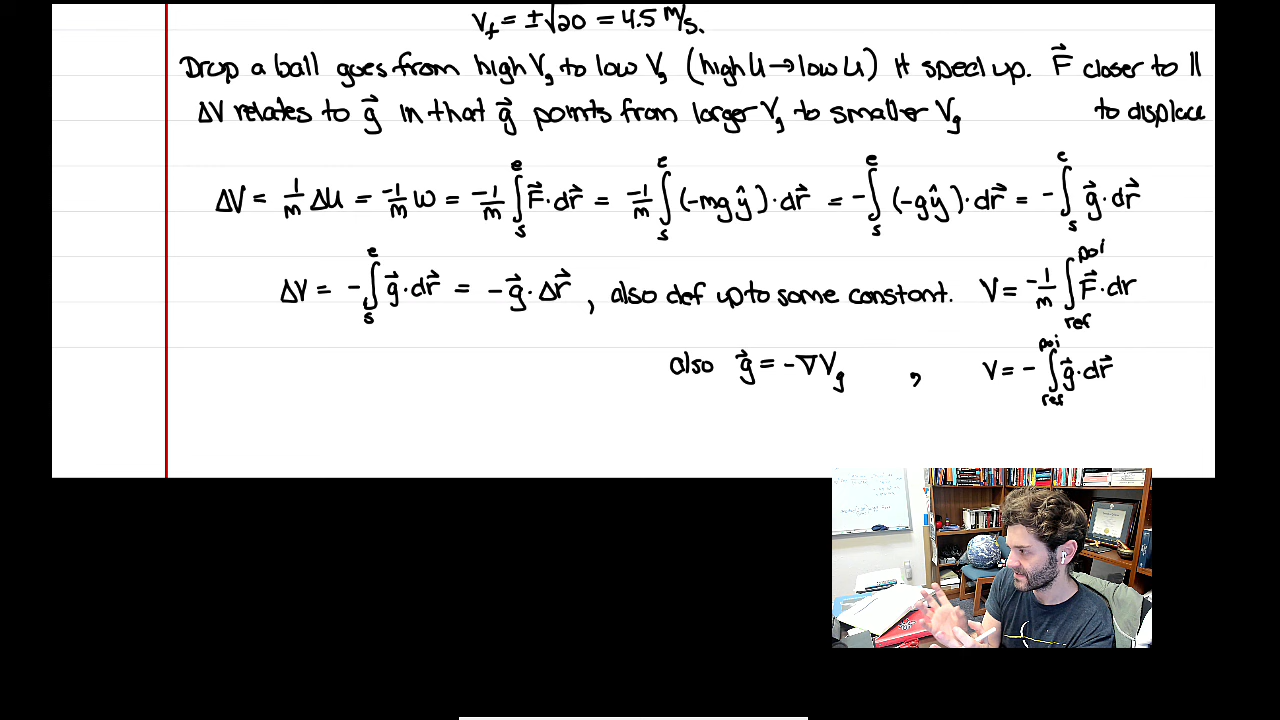 V_f = ±√20 = 4.5 m/s.
Drop a ball goes from high V_g to low V_g (high U → low U) it speed up. F⃗ closer to ||
ΔV relates to g⃗ in that g⃗ points from larger V_g to smaller V_g to displace
ΔV = 1/m ΔU = -1/m W = -1/m ∫_s^e F⃗·dr⃗ = -1/m ∫_s^e (-mgŷ)·dr⃗ = -∫_s^e (-gŷ)·dr⃗ = -∫_s^e g⃗·dr⃗
ΔV = -∫_s^e g⃗·dr⃗ = -g⃗·Δr⃗ , also def up to some constant. V = -1/m ∫_ref^poi F⃗·dr
also g⃗ = -∇V_g , V = -∫_ref^poi g⃗·dr⃗